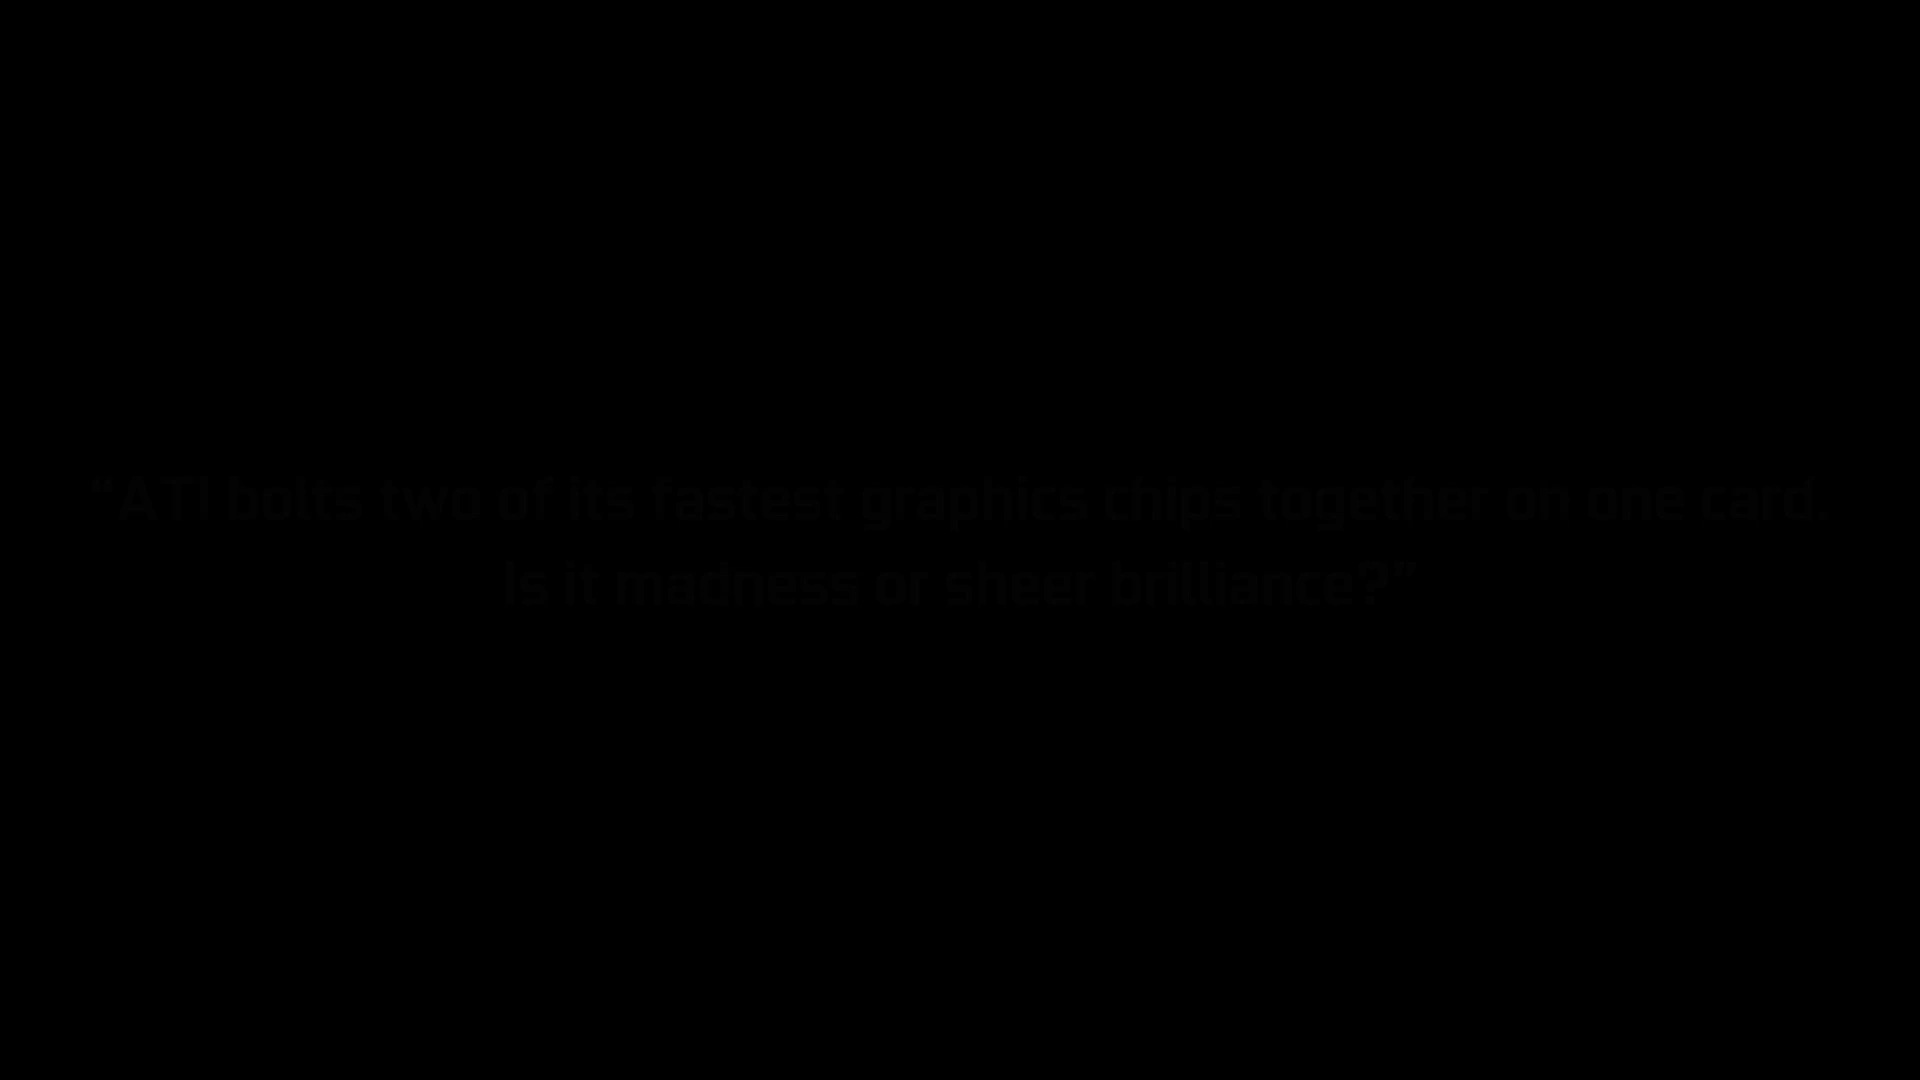 “ATI bolts two of its fastest graphics chips together on one card.
Is it madness or sheer brilliance?”